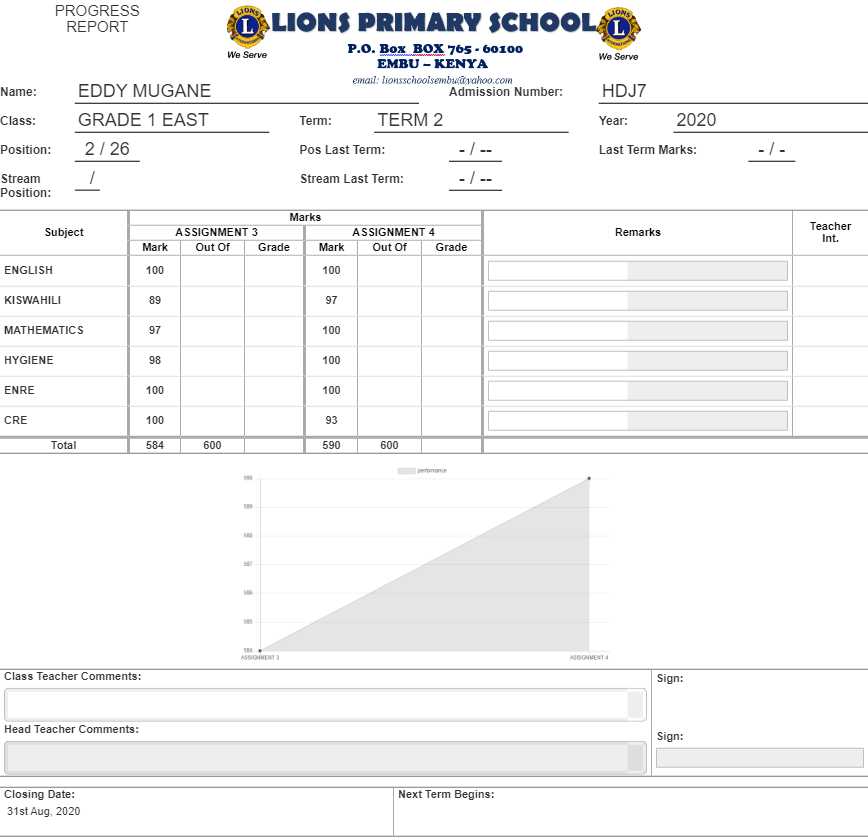 PROGRESS
REPORT
LIONS
L
INTERNATIONAL
We Serve
LIONS PRIMARY SCHOOL
P.O. Box BOX 765 - 60100
EMBU – KENYA
email: lionsschoolsembu@yahoo.com
LIONS
L
INTERNATIONAL
We Serve
Name: EDDY MUGANE Admission Number: HDJ7
Class: GRADE 1 EAST Term: TERM 2 Year: 2020
Position: 2 / 26 Pos Last Term: - / -- Last Term Marks: - / -
Stream Position: / Stream Last Term: - / --
Subject Marks Remarks Teacher Int.
ASSIGNMENT 3 ASSIGNMENT 4
Mark Out Of Grade Mark Out Of Grade
ENGLISH 100 100
KISWAHILI 89 97
MATHEMATICS 97 100
HYGIENE 98 100
ENRE 100 100
CRE 100 93
Total 584 600 590 600
performance
590
589
588
587
586
585
584
ASSIGNMENT 3 ASSIGNMENT 4
Class Teacher Comments: Sign:
Head Teacher Comments: Sign:
Closing Date: Next Term Begins:
31st Aug, 2020